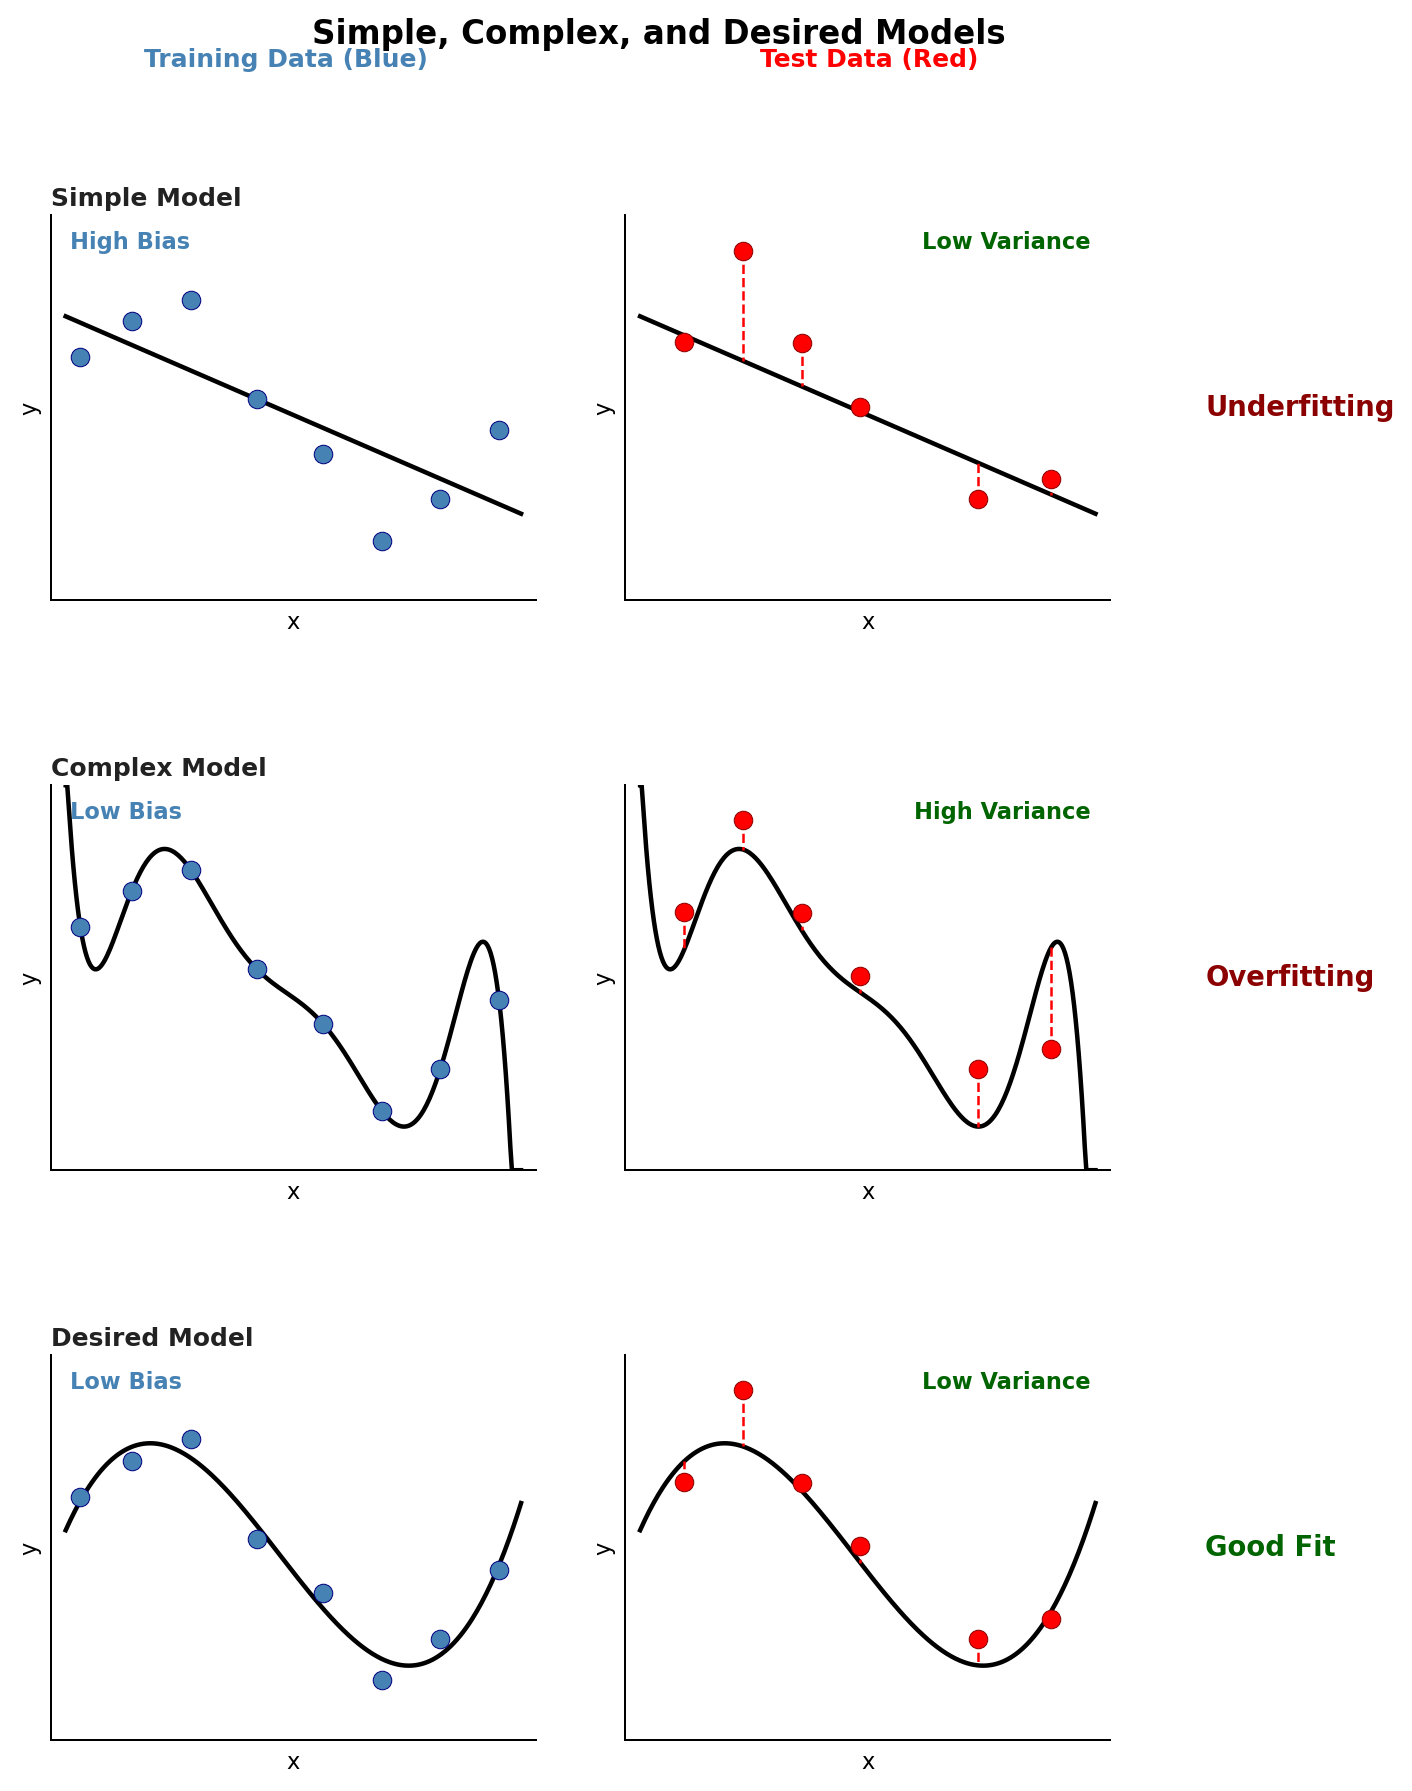 Simple, Complex, and Desired Models
Training Data (Blue)
Test Data (Red)
Simple Model
High Bias
Low Variance
y
y
Underfitting
x
x
Complex Model
Low Bias
High Variance
y
y
Overfitting
x
x
Desired Model
Low Bias
Low Variance
y
y
Good Fit
x
x